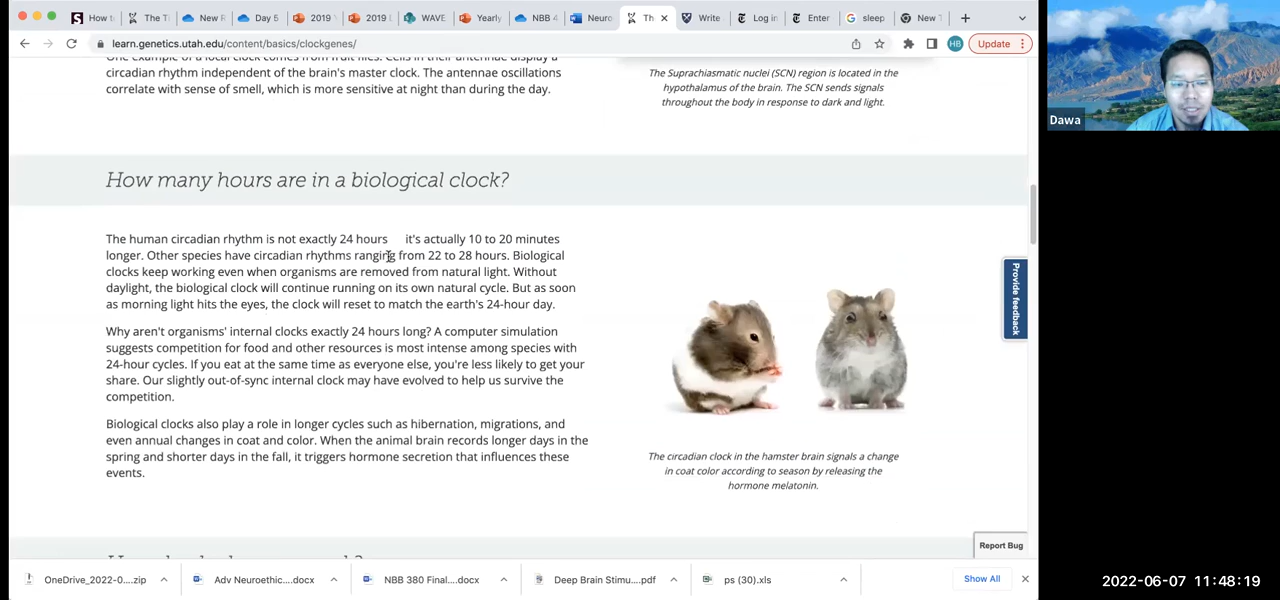 How to
The Ti
New R
Day 5
2019 \
2019 L
WAVE
Yearly
NBB 4
Neuro
Th
Write
Log in
Enter
sleep
New T
learn.genetics.utah.edu/content/basics/clockgenes/
HB
Update
circadian rhythm independent of the brain's master clock. The antennae oscillations
correlate with sense of smell, which is more sensitive at night than during the day.
The Suprachiasmatic nuclei (SCN) region is located in the
hypothalamus of the brain. The SCN sends signals
throughout the body in response to dark and light.
Dawa
How many hours are in a biological clock?
The human circadian rhythm is not exactly 24 hours it's actually 10 to 20 minutes
longer. Other species have circadian rhythms ranging from 22 to 28 hours. Biological
clocks keep working even when organisms are removed from natural light. Without
daylight, the biological clock will continue running on its own natural cycle. But as soon
as morning light hits the eyes, the clock will reset to match the earth's 24-hour day.
Why aren't organisms' internal clocks exactly 24 hours long? A computer simulation
suggests competition for food and other resources is most intense among species with
24-hour cycles. If you eat at the same time as everyone else, you're less likely to get your
share. Our slightly out-of-sync internal clock may have evolved to help us survive the
competition.
Biological clocks also play a role in longer cycles such as hibernation, migrations, and
even annual changes in coat and color. When the animal brain records longer days in the
spring and shorter days in the fall, it triggers hormone secretion that influences these
events.
The circadian clock in the hamster brain signals a change
in coat color according to season by releasing the
hormone melatonin.
Provide feedback
Report Bug
OneDrive_2022-0....zip
Adv Neuroethic....docx
NBB 380 Final....docx
Deep Brain Stimu....pdf
ps (30).xls
Show All
2022-06-07 11:48:19